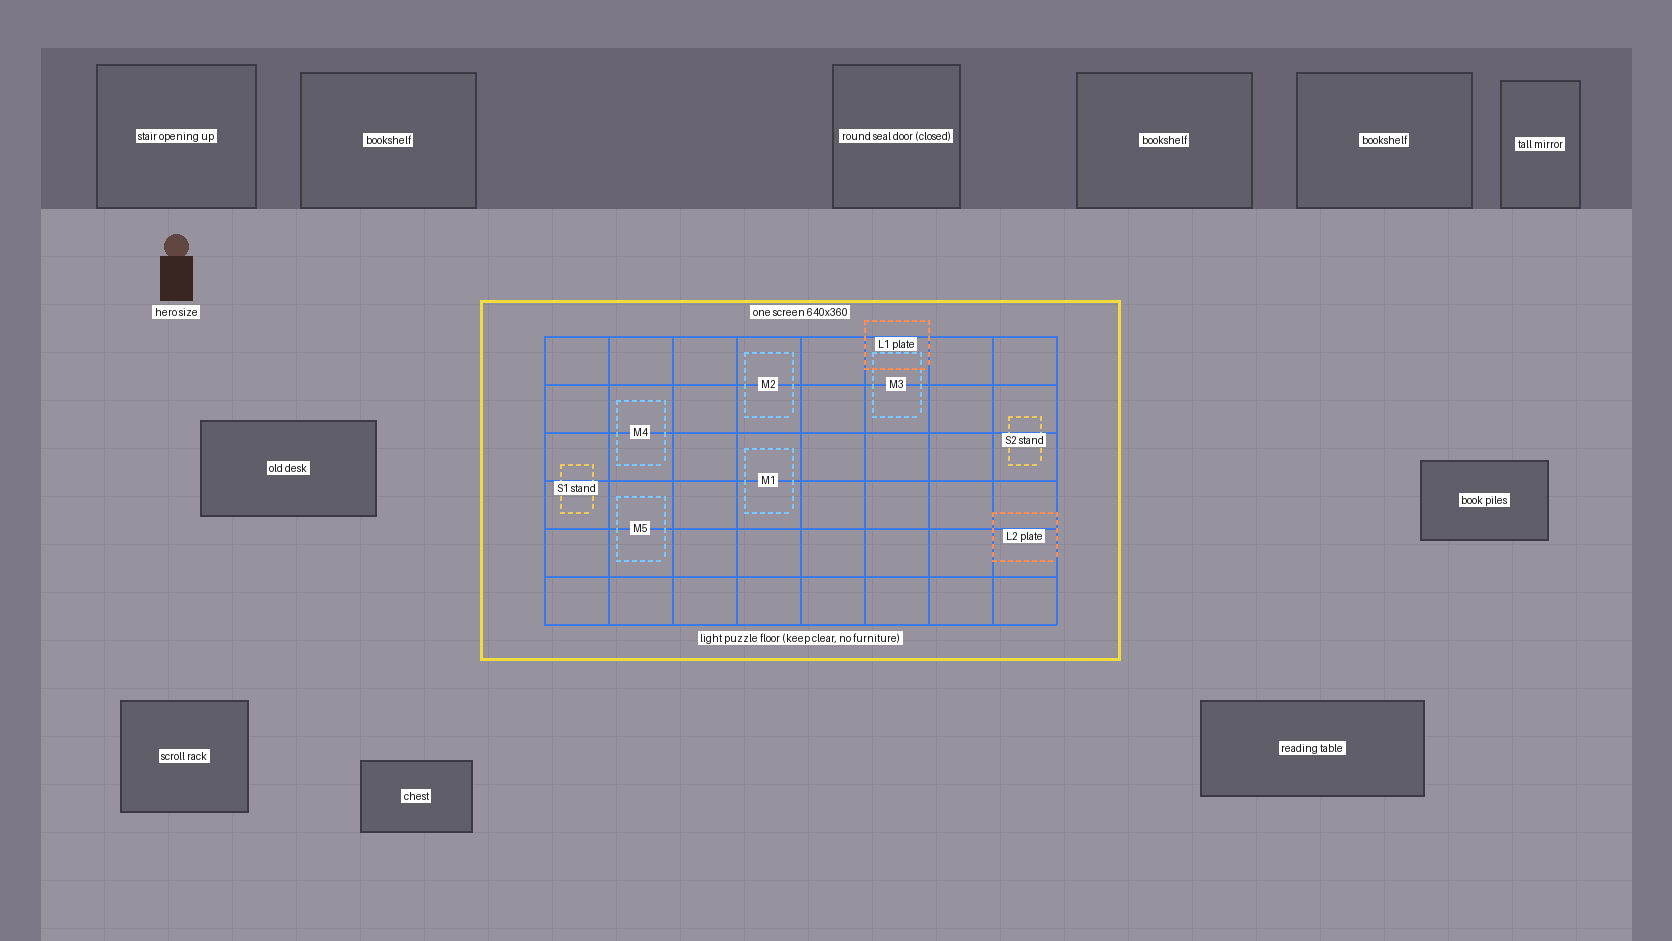 stair opening up
bookshelf
round seal door (closed)
bookshelf
bookshelf
tall mirror
hero size
one screen 640x360
L1 plate
M2
M3
M4
S2 stand
old desk
M1
S1 stand
book piles
M5
L2 plate
light puzzle floor (keep clear, no furniture)
scroll rack
reading table
chest